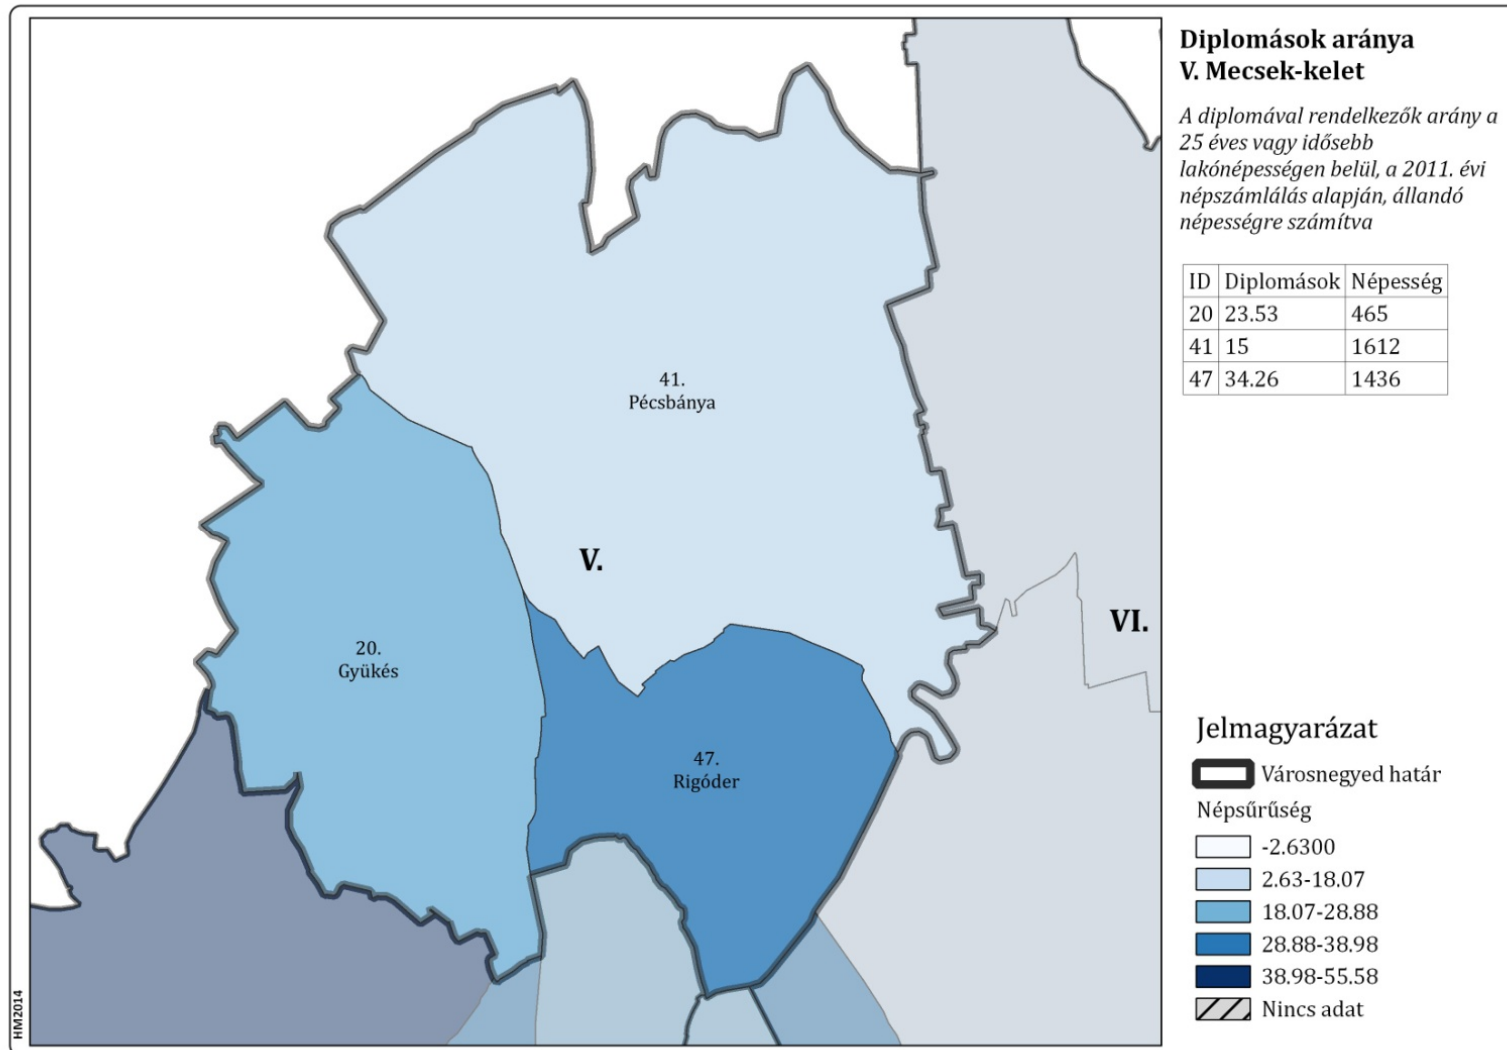 Diplomások aránya
V. Mecsek-kelet
A diplomával rendelkezők arány a
25 éves vagy idősebb
lakónépességen belül, a 2011. évi
népszámlálás alapján, állandó
népességre számítva
ID Diplomások Népesség
20 23.53 465
41 15 1612
47 34.26 1436
41.
Pécsbánya
V.
VI.
20.
Gyükés
47.
Rigóder
Jelmagyarázat
Városnegyed határ
Népsűrűség
-2.6300
2.63-18.07
18.07-28.88
28.88-38.98
38.98-55.58
Nincs adat
HM2014